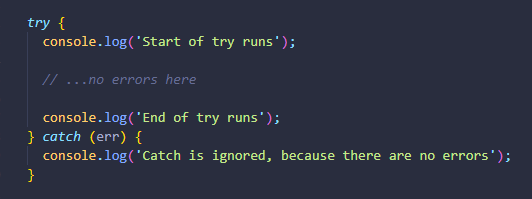 try {
  console.log('Start of try runs');

  // ...no errors here

  console.log('End of try runs');
} catch (err) {
  console.log('Catch is ignored, because there are no errors');
}